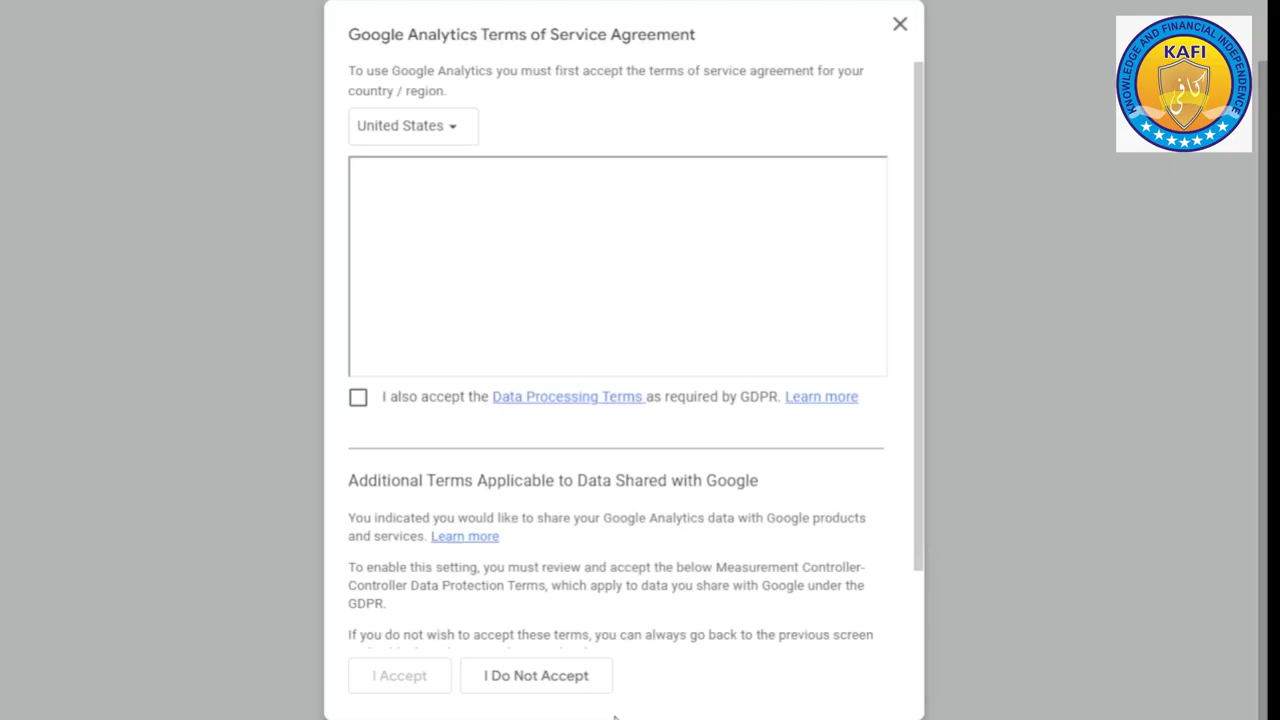 Google Analytics Terms of Service Agreement
To use Google Analytics you must first accept the terms of service agreement for your
country / region.
United States
I also accept the Data Processing Terms as required by GDPR. Learn more
Additional Terms Applicable to Data Shared with Google
You indicated you would like to share your Google Analytics data with Google products
and services. Learn more
To enable this setting, you must review and accept the below Measurement Controller-
Controller Data Protection Terms, which apply to data you share with Google under the
GDPR.
If you do not wish to accept these terms, you can always go back to the previous screen
I Accept
I Do Not Accept
KNOWLEDGE AND FINANCIAL INDEPENDENCE
KAFI
كافي